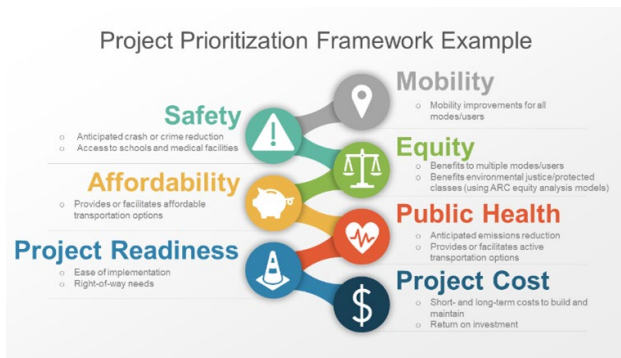 Project Prioritization Framework Example
Mobility
o Mobility improvements for all
modes/users
Safety
o Anticipated crash or crime reduction
o Access to schools and medical facilities
Equity
o Benefits to multiple modes/users
o Benefits environmental justice/protected
classes (using ARC equity analysis models)
Affordability
o Provides or facilitates affordable
transportation options
Public Health
o Anticipated emissions reduction
o Provides or facilitates active
transportation options
Project Readiness
o Ease of implementation
o Right-of-way needs
Project Cost
o Short- and long-term costs to build and
maintain
o Return on investment
$